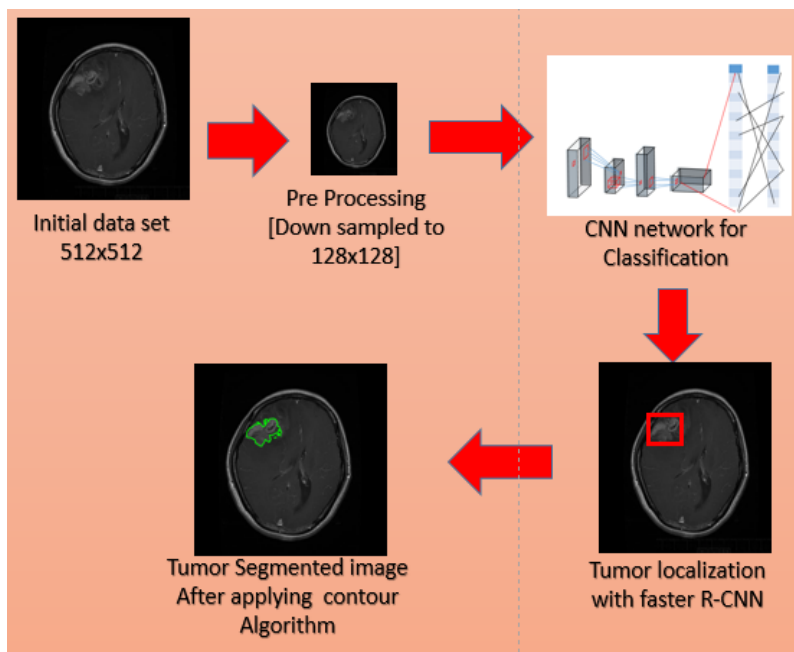 Initial data set
512x512
Pre Processing
[Down sampled to
128x128]
CNN network for
Classification
Tumor localization
with faster R-CNN
Tumor Segmented image
After applying contour
Algorithm